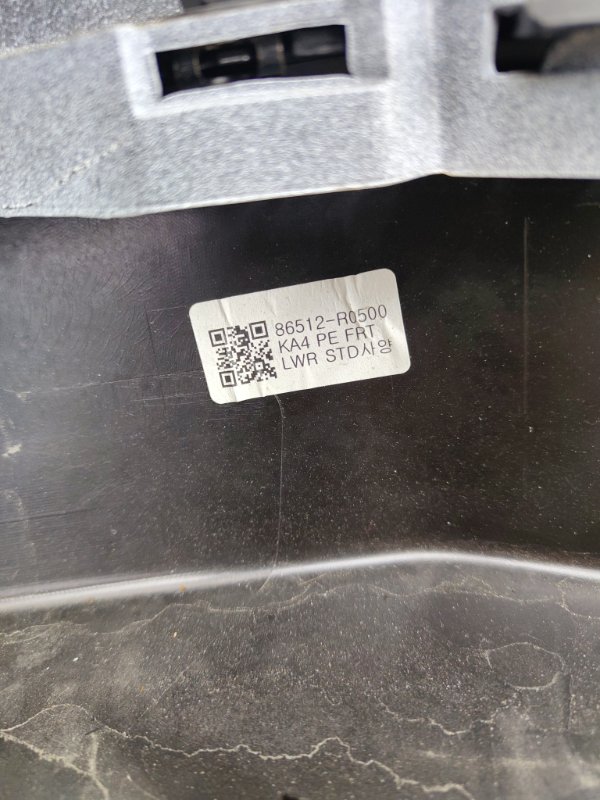 86512-R0500
KA4 PE FRT
LWR STD사양